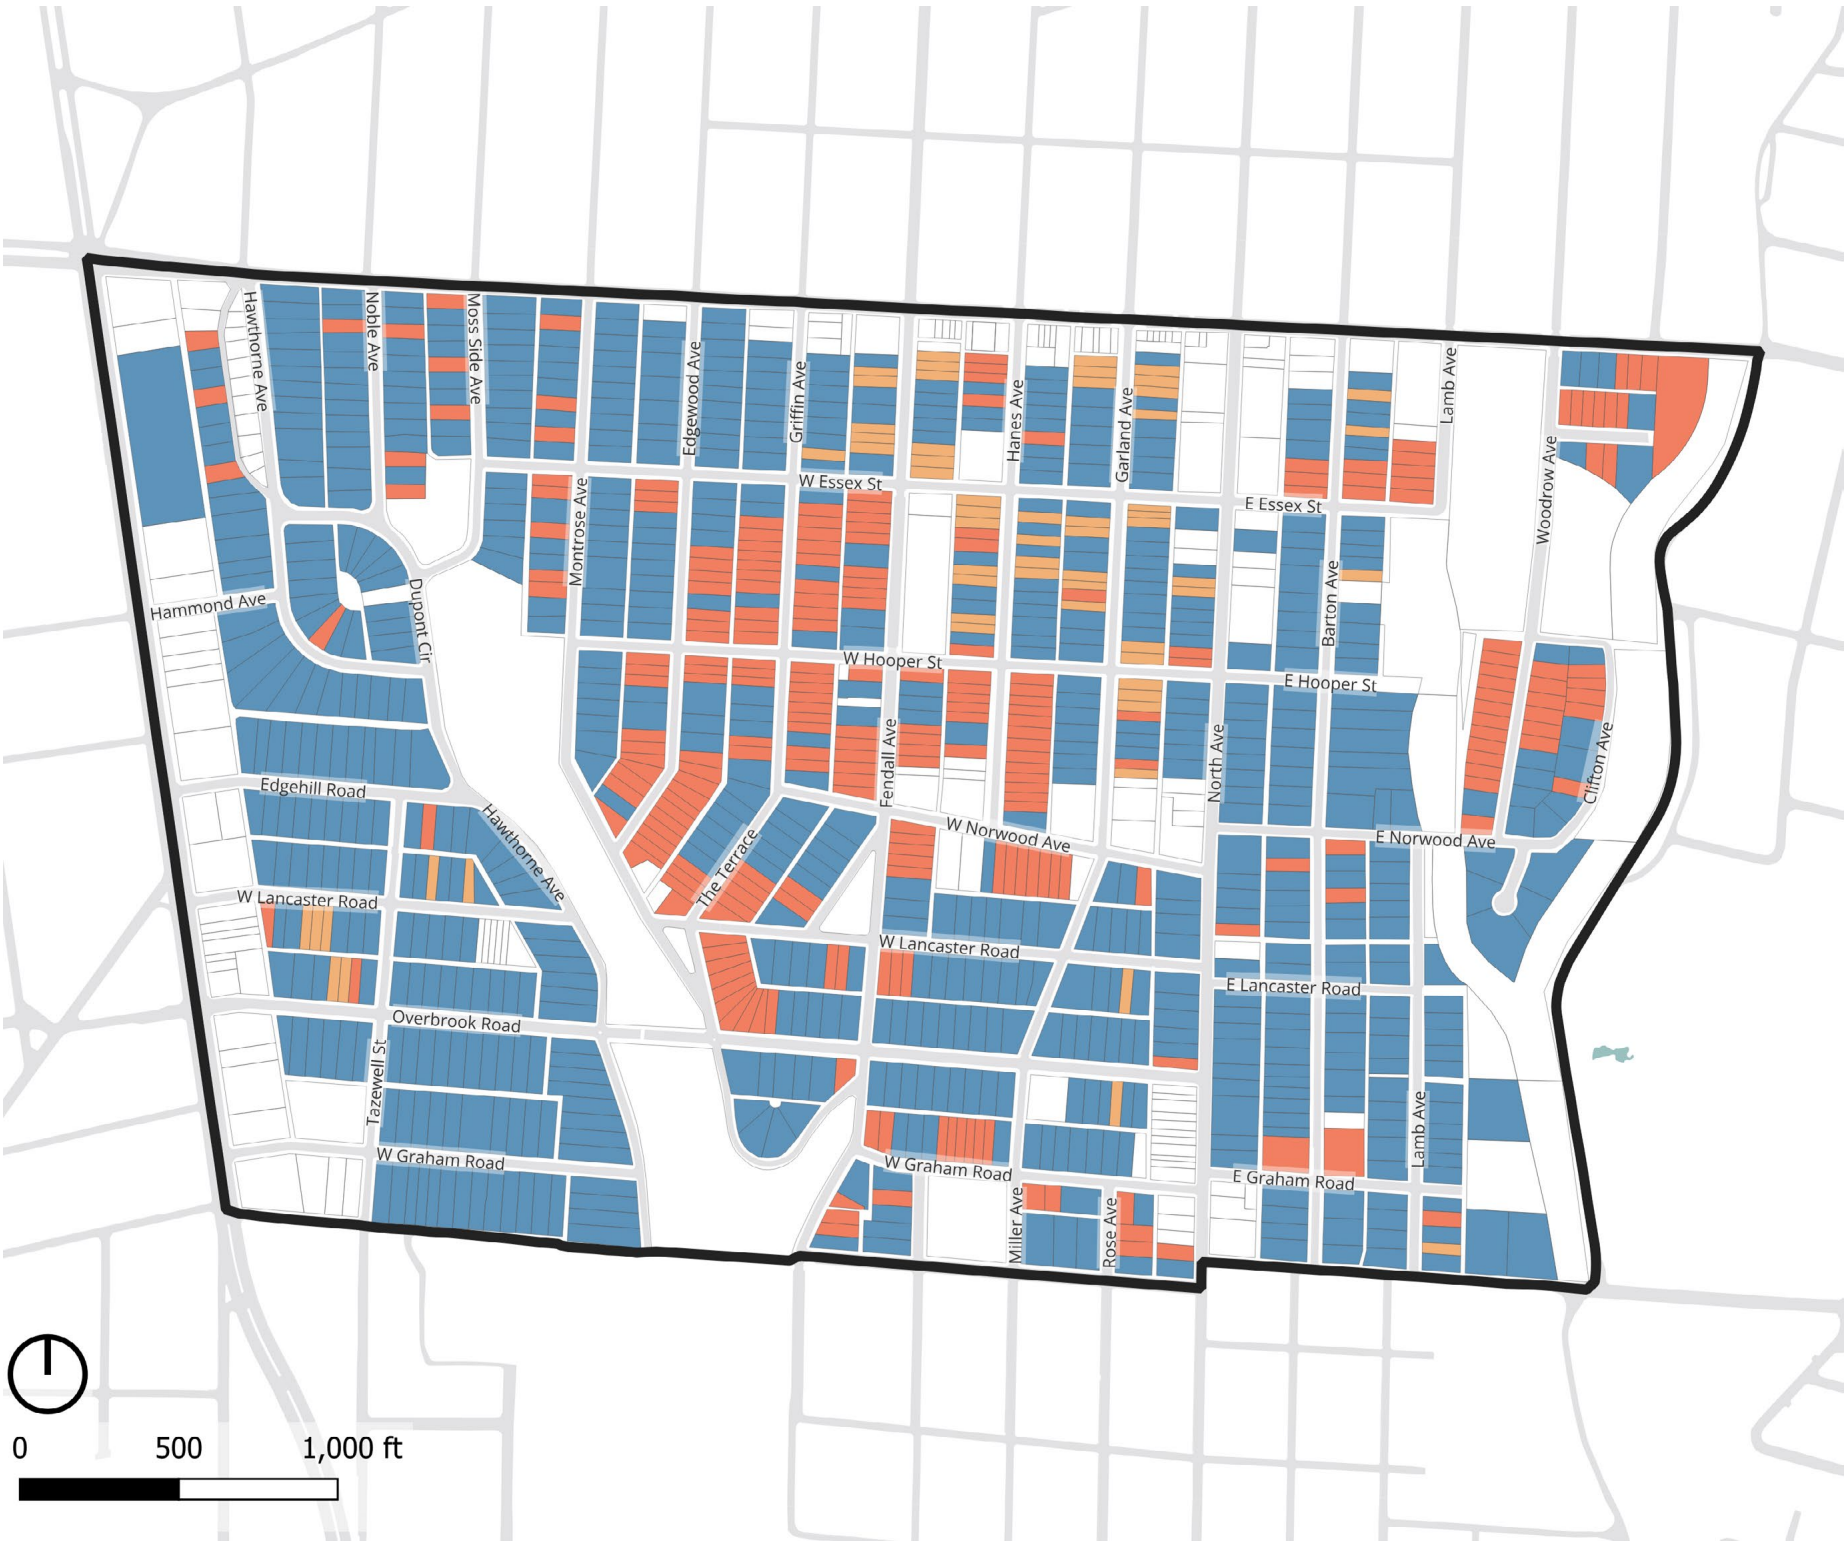 Hawthorne Ave
Noble Ave
Moss Side Ave
Edgewood Ave
Griffin Ave
Hanes Ave
Garland Ave
Lamb Ave
Woodrow Ave
W Essex St
E Essex St
Montrose Ave
Hammond Ave
Dupont Cir
Barton Ave
W Hooper St
E Hooper St
Fendall Ave
North Ave
Clifton Ave
Edgehill Road
Hawthorne Ave
The Terrace
W Norwood Ave
E Norwood Ave
W Lancaster Road
W Lancaster Road
E Lancaster Road
Overbrook Road
Tazewell St
Lamb Ave
W Graham Road
W Graham Road
E Graham Road
Miller Ave
Rose Ave
0 500 1,000 ft